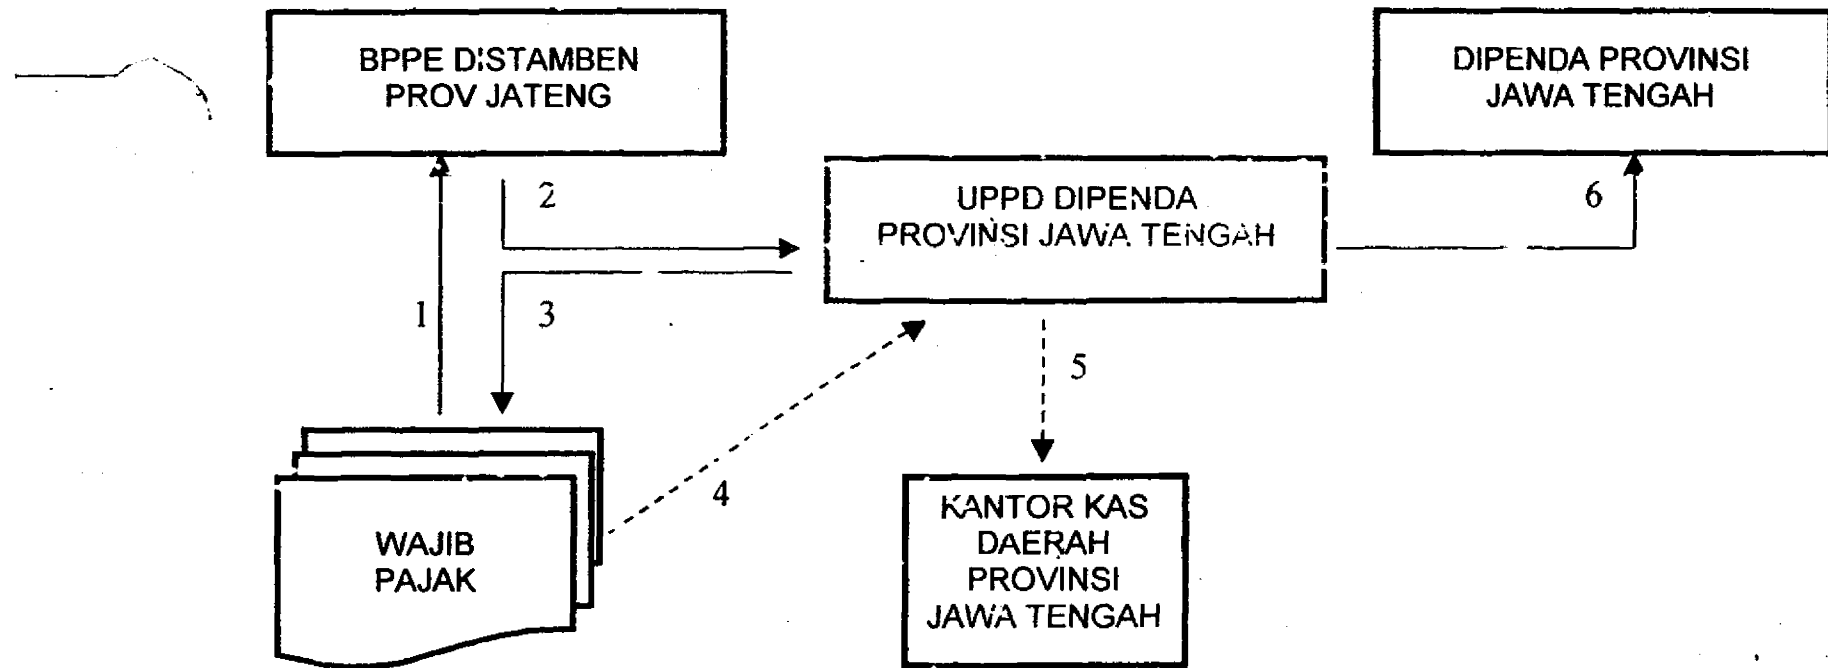 BPPE DISTAMBEN
PROV JATENG
DIPENDA PROVINSI
JAWA TENGAH
2
UPPD DIPENDA
PROVINSI JAWA TENGAH
6
1
3
5
4
WAJIB
PAJAK
KANTOR KAS
DAERAH
PROVINSI
JAWA TENGAH